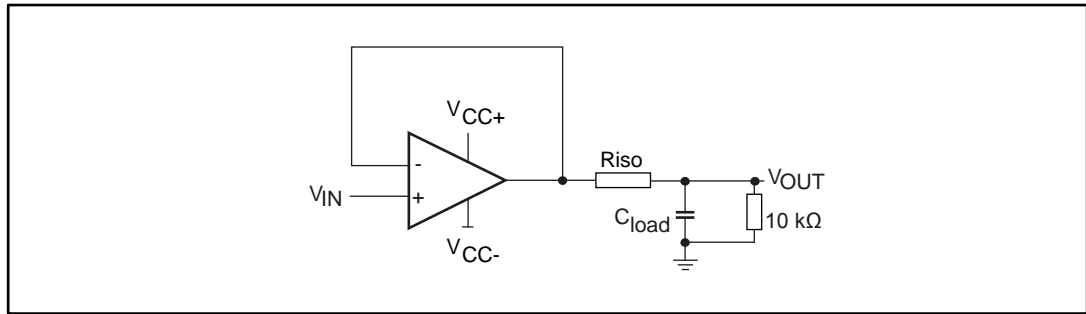 VCC+
Riso
-
VOUT
VIN
+
Cload
10 kΩ
VCC-